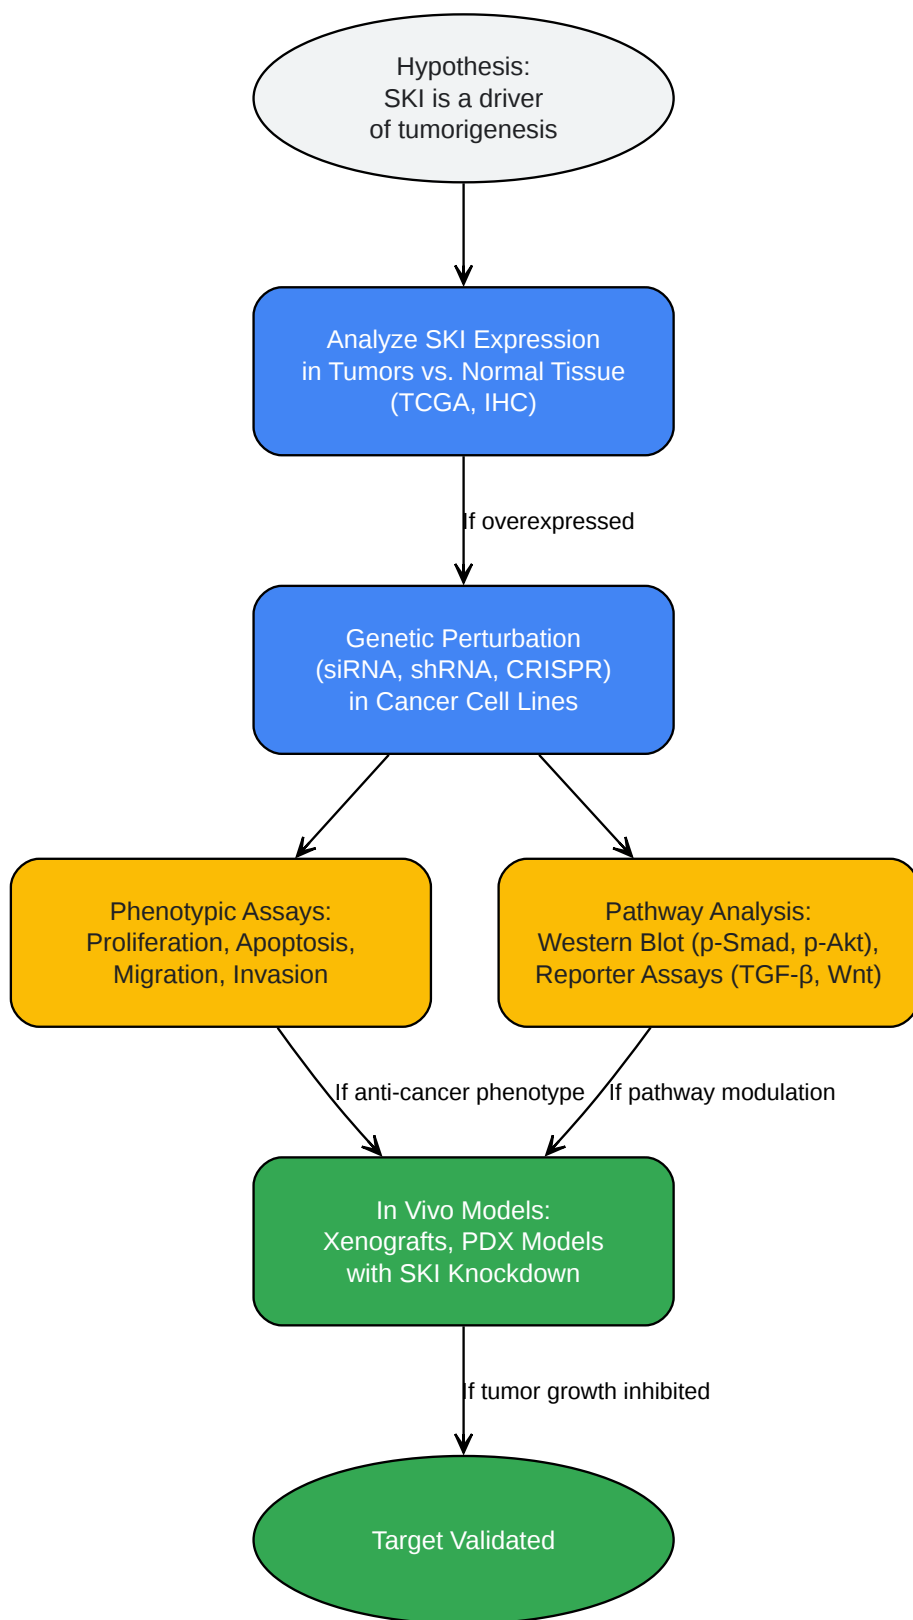 Hypothesis:
SKI is a driver
of tumorigenesis
Analyze SKI Expression
in Tumors vs. Normal Tissue
(TCGA, IHC)
If overexpressed
Genetic Perturbation
(siRNA, shRNA, CRISPR)
in Cancer Cell Lines
Phenotypic Assays:
Proliferation, Apoptosis,
Migration, Invasion
Pathway Analysis:
Western Blot (p-Smad, p-Akt),
Reporter Assays (TGF-β, Wnt)
If anti-cancer phenotype
If pathway modulation
In Vivo Models:
Xenografts, PDX Models
with SKI Knockdown
If tumor growth inhibited
Target Validated